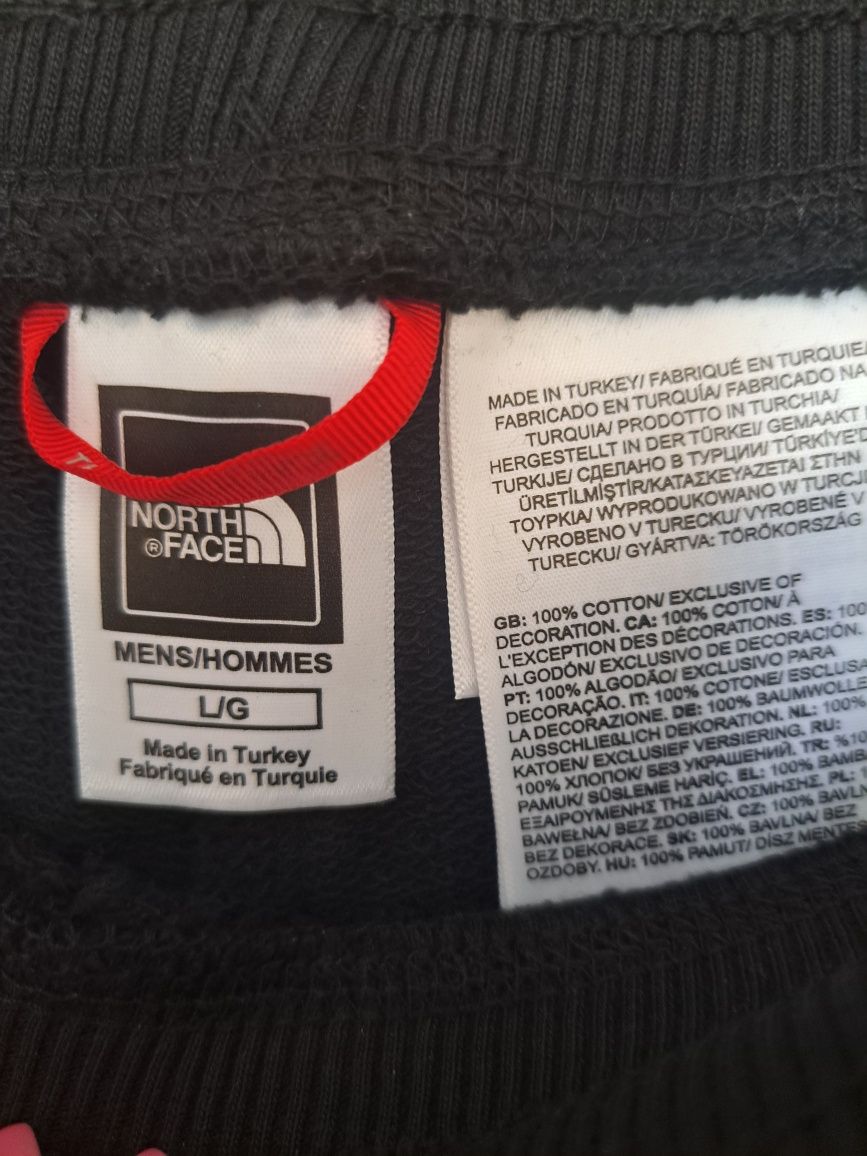 NORTH
® FACE
MENS/HOMMES
L/G
Made in Turkey
Fabriqué en Turquie
MADE IN TURKEY/ FABRIQUÉ EN TURQUIE/
FABRICADO EN TURQUÍA/ FABRICADO NA
TURQUIA/ PRODOTTO IN TURCHIA/
HERGESTELLT IN DER TÜRKEI/ GEMAAKT
TURKIJE/ СДЕЛАНО В ТУРЦИИ/ TÜRKİYE'D
ÜRETİLMİŞTİR/ΚΑΤΑΣΚΕΥΑΖΕΤΑΙ ΣΤΗΝ
ΤΟΥΡΚΙΑ/ WYPRODUKOWANO W TURCJI
VYROBENO V TURECKU/ VYROBENÉ V
TURECKU/ GYÁRTVA: TÖRÖKORSZÁG
GB: 100% COTTON/ EXCLUSIVE OF
DECORATION. CA: 100% COTON/ À
L'EXCEPTION DES DÉCORATIONS. ES: 100
ALGODÓN/ EXCLUSIVO DE DECORACIÓN.
PT: 100% ALGODÃO/ EXCLUSIVO PARA
DECORAÇÃO. IT: 100% COTONE/ ESCLUSA
LA DECORAZIONE. DE: 100% BAUMWOLLE
AUSSCHLIEßLICH DEKORATION. NL: 100%
KATOEN/ EXCLUSIEF VERSIERING. RU:
100% ХЛОПОК/ БЕЗ УКРАШЕНИЙ. TR: %10
PAMUK/ SÜSLEME HARİÇ. EL: 100% ΒΑΜΒ
ΕΞΑΙΡΟΥΜΕΝΗΣ ΤΗΣ ΔΙΑΚΟΣΜΗΣΗΣ. PL:
BAWEŁNA/ BEZ ZDOBIEŃ. CZ: 100% BAVLN
BEZ DEKORACE. SK: 100% BAVLNA/ BEZ
OZDOBY. HU: 100% PAMUT/ DÍSZ MENTES